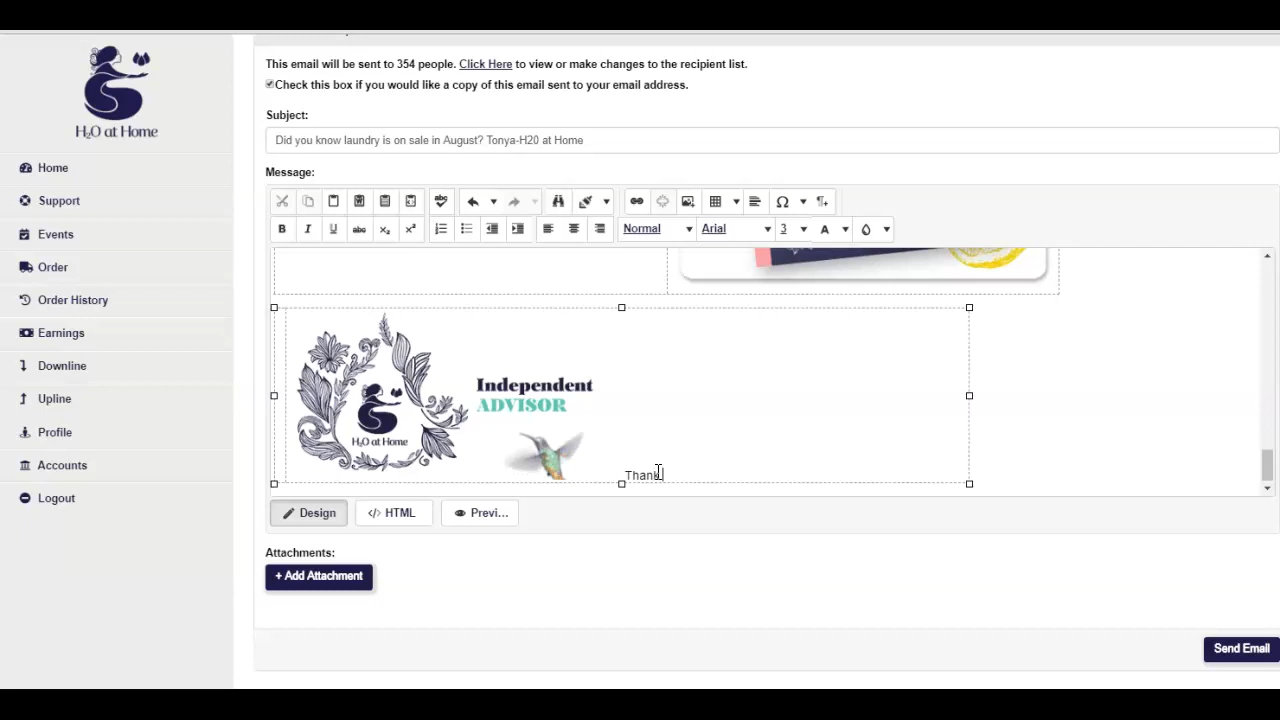 This email will be sent to 354 people. Click Here to view or make changes to the recipient list.
Check this box if you would like a copy of this email sent to your email address.
Subject:
Did you know laundry is on sale in August? Tonya-H20 at Home
Message:
Normal
Arial
3
H2O at Home
Home
Support
Events
Order
Order History
Earnings
Downline
Upline
Profile
Accounts
Logout
Independent
ADVISOR
H2O at Home
Thank
Design
HTML
Previ...
Attachments:
+ Add Attachment
Send Email